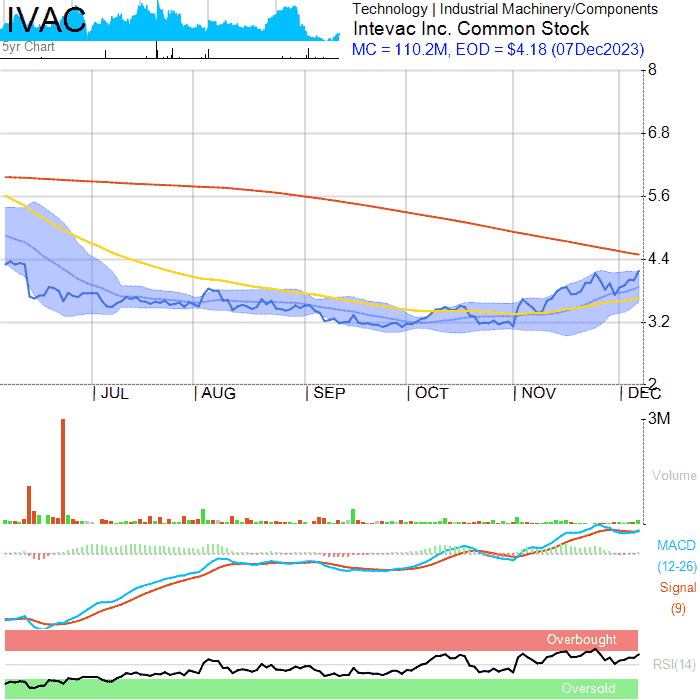 IVAC
5yr Chart
Technology | Industrial Machinery/Components
Intevac Inc. Common Stock
MC = 110.2M, EOD = $4.18 (07Dec2023)
8
6.8
5.6
4.4
3.2
2
JUL AUG SEP OCT NOV DEC
3M
Volume
MACD
(12-26)
Signal
(9)
Overbought
RSI(14)
Oversold